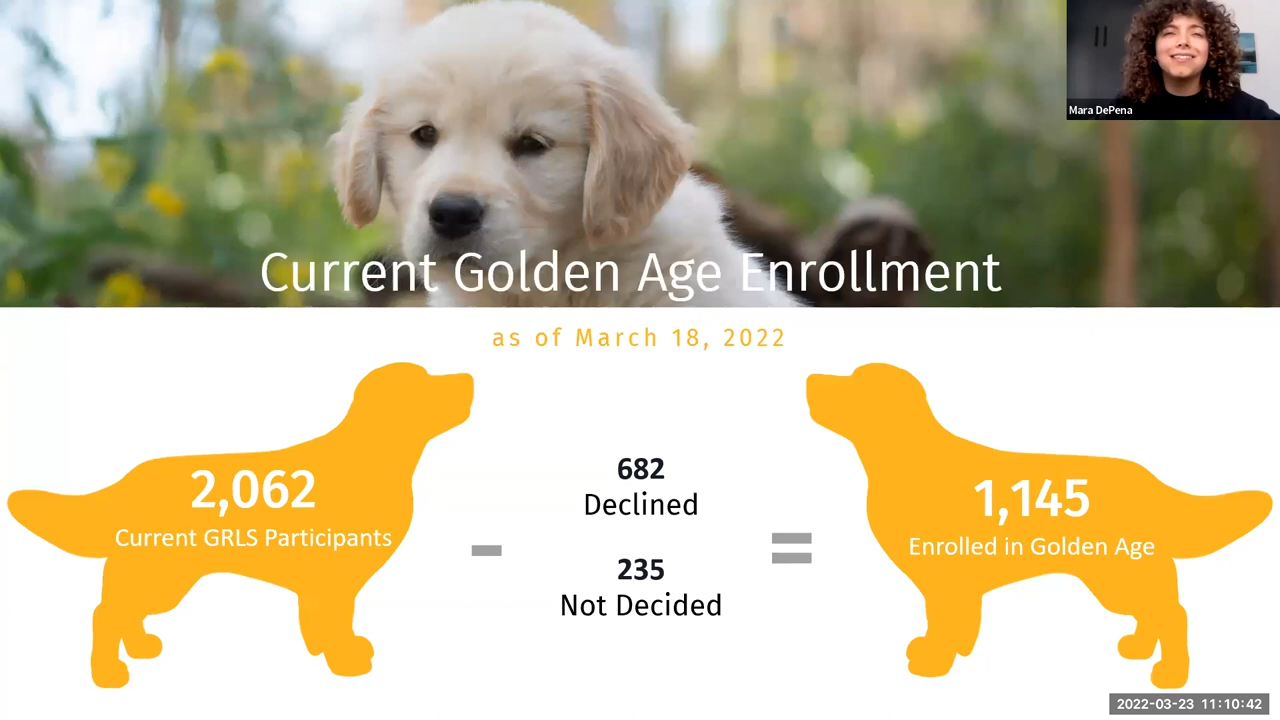 Mara DePena
Current Golden Age Enrollment
as of March 18, 2022
2,062
Current GRLS Participants
-
682
Declined
235
Not Decided
=
1,145
Enrolled in Golden Age
2022-03-23 11:10:42